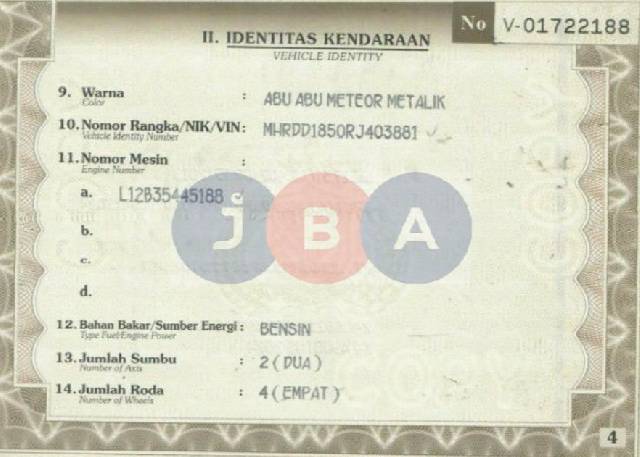 No V-01722188
II. IDENTITAS KENDARAAN
VEHICLE IDENTITY
9. Warna : ABU ABU METEOR METALIK
Color
10. Nomor Rangka/NIK/VIN: MHRDD1850RJ403881
Vehicle Identity Number
11. Nomor Mesin :
Engine Number
a. L12B35445188
JBA
b.
c.
d.
12. Bahan Bakar/Sumber Energi : BENSIN
Type Fuel/Engine Power
13. Jumlah Sumbu : 2 ( DUA )
Number of Axis
14. Jumlah Roda : 4 ( EMPAT )
Number of Wheels
4